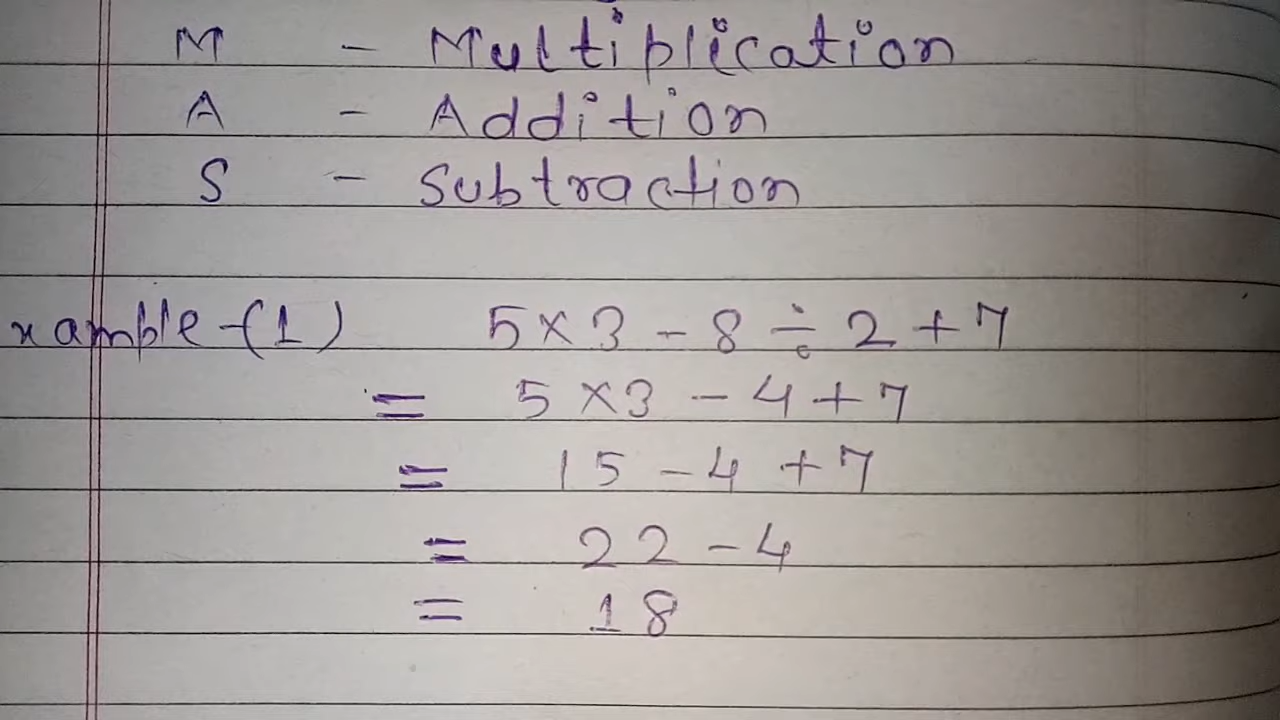 M - Multiplication
A - Addition
S - Subtraction
xample-(1) 5×3-8÷2+7
= 5×3-4+7
= 15-4+7
= 22-4
= 18